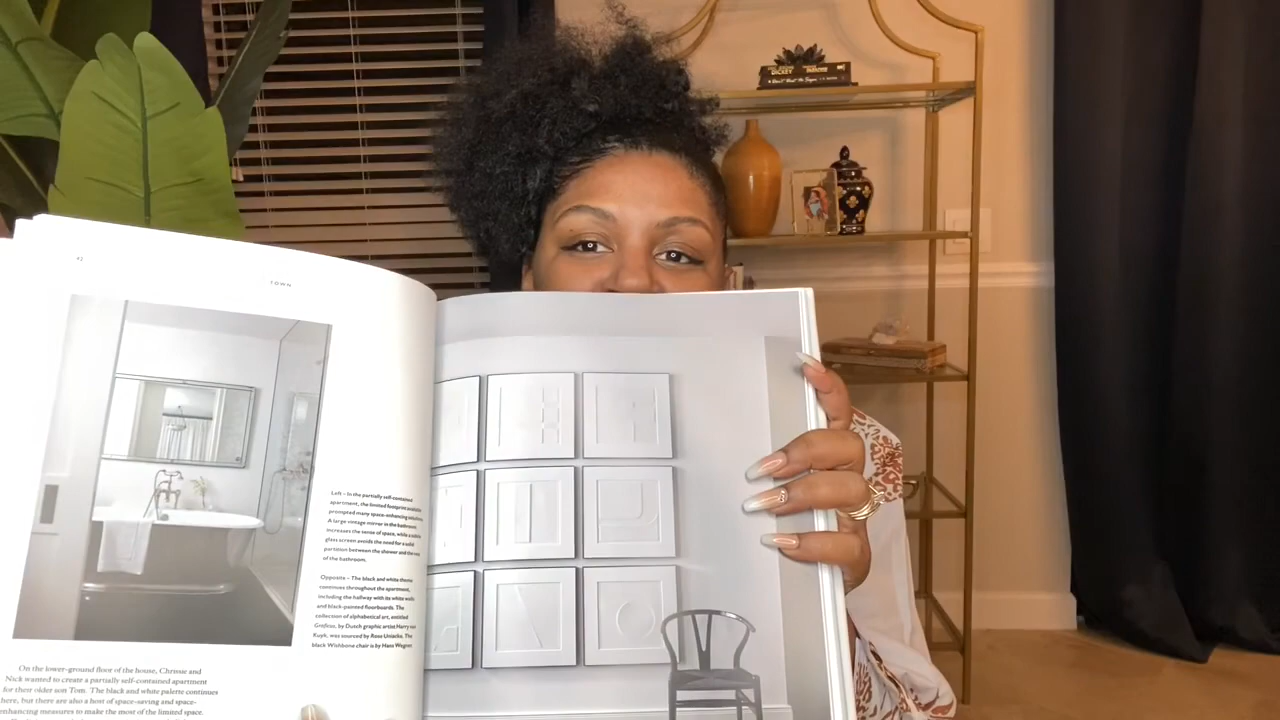 TOWN
Left – In the partially self-contained
apartment, the limited footprint available
prompted many space-enhancing
A large vintage mirror in the bathroom
increases the sense of space, while a
glass screen avoids the need for a solid
partition between the shower and the rest
of the bathroom.
Opposite – The black and white theme
continues throughout the apartment,
including the hallway with its white walls
and black-painted floorboards. The
collection of alphabetical art, entitled
by Dutch graphic artist Harry van
Kuyk, was sourced by Rose Uniacke. The
black Wishbone chair is by Hans Wegner.
On the lower-ground floor of the house, Chrissie and
Nick wanted to create a partially self-contained apartment
for their older son Tom. The black and white palette continues
here, but there are also a host of space-saving and space-
enhancing measures to make the most of the limited space.
DICKEY